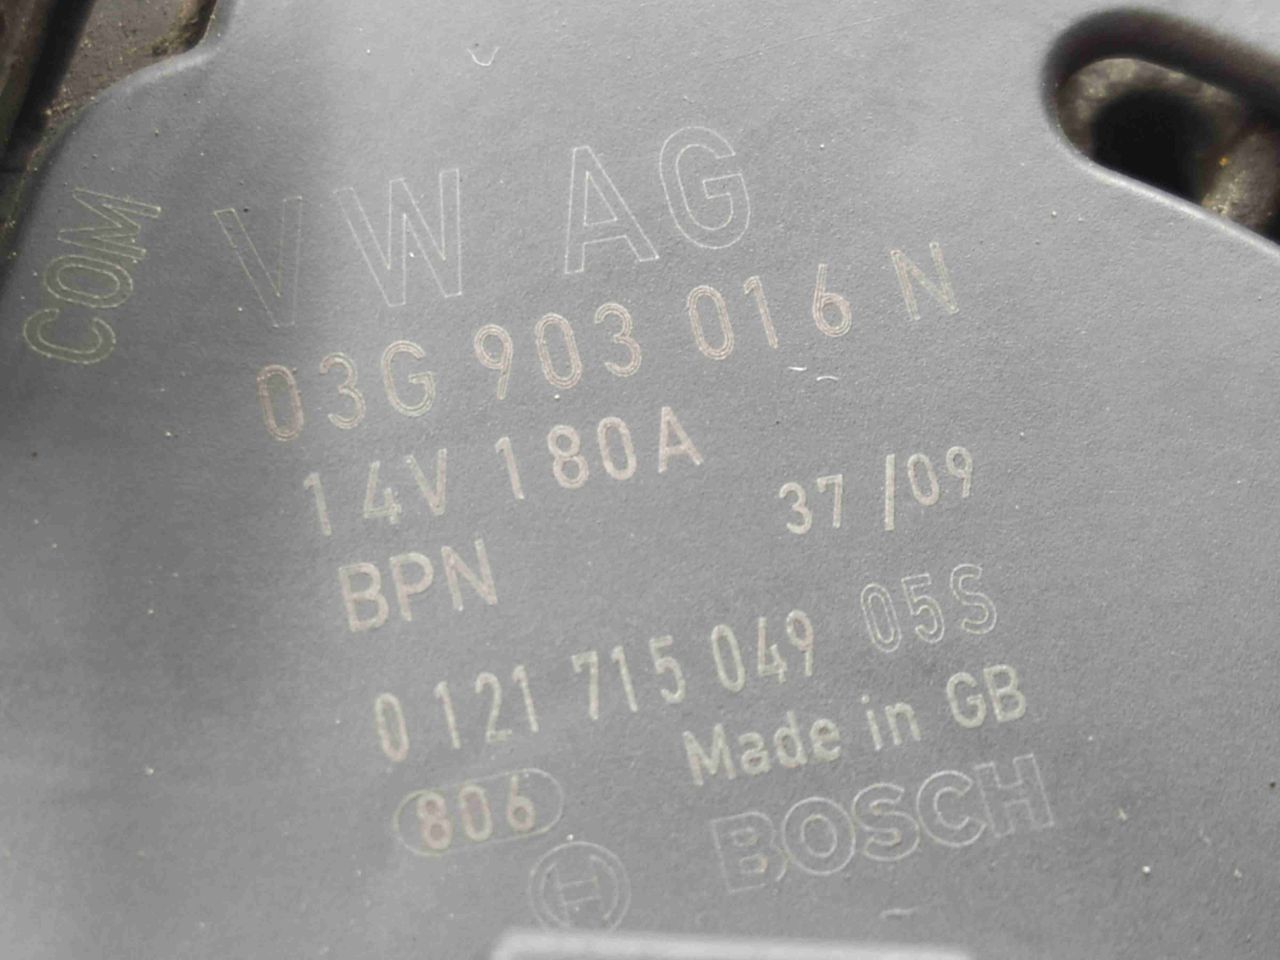 COM
VW AG
03G 903 016 N
14V 180A
37/09
BPN
0 121 715 049 05S
Made in GB
806
BOSCH